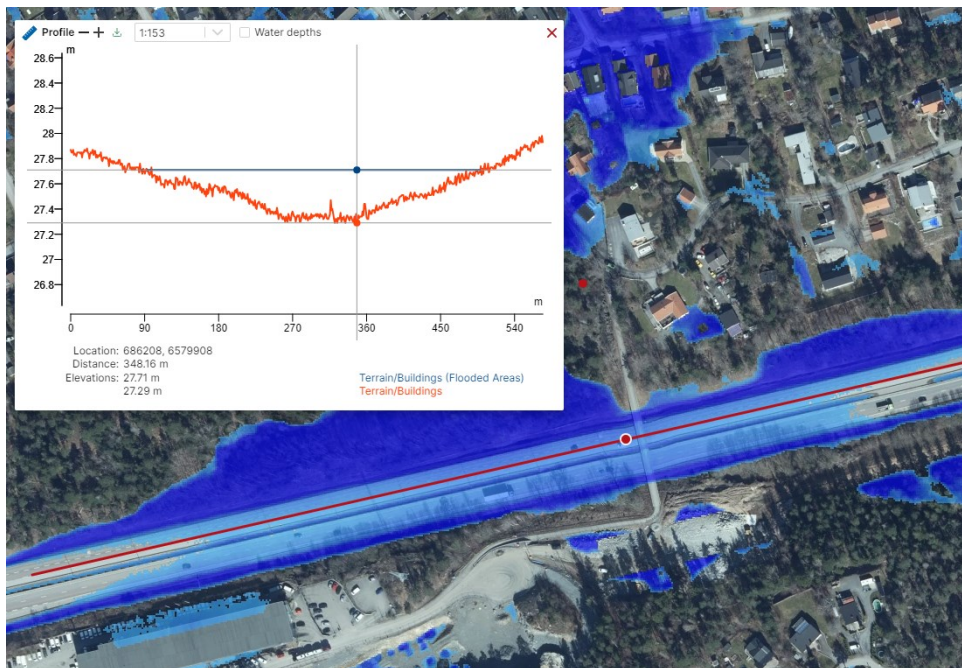 Profile 1:153 Water depths
m
28.6
28.4
28.2
28
27.8
27.6
27.4
27.2
27
26.8
m
0 90 180 270 360 450 540
Location: 686208, 6579908
Distance: 348.16 m
Elevations: 27.71 m Terrain/Buildings (Flooded Areas)
27.29 m Terrain/Buildings